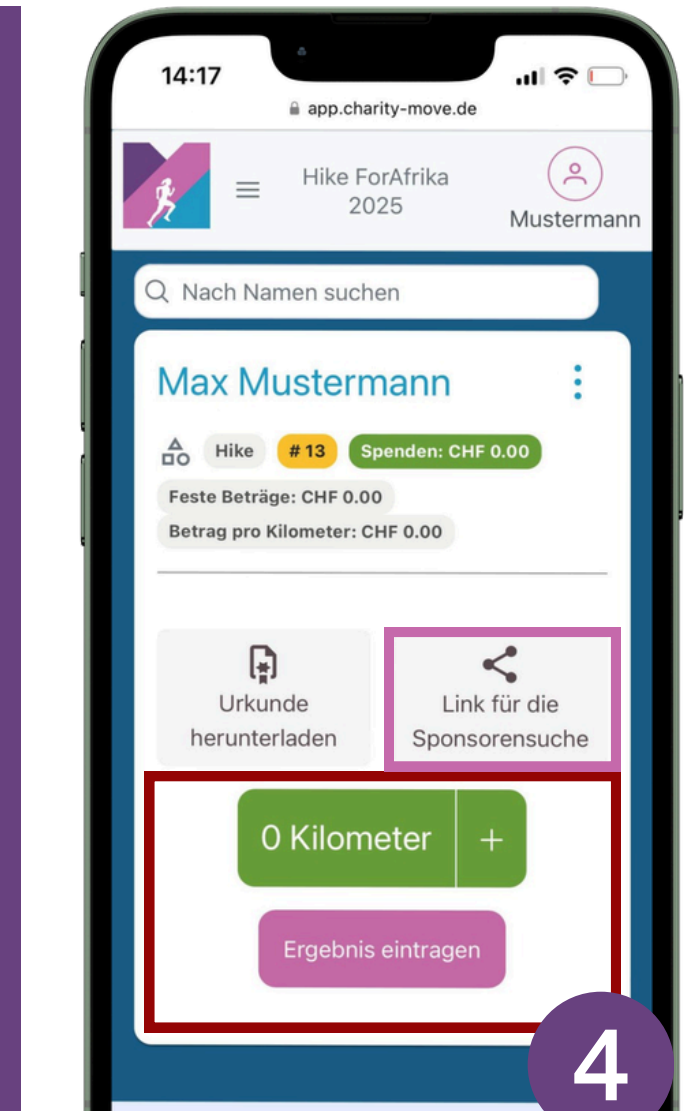 14:17
app.charity-move.de
Hike ForAfrika
2025
Mustermann
Nach Namen suchen
Max Mustermann
Hike # 13 Spenden: CHF 0.00
Feste Beträge: CHF 0.00
Betrag pro Kilometer: CHF 0.00
Urkunde
herunterladen
Link für die
Sponsorensuche
0 Kilometer +
Ergebnis eintragen
4